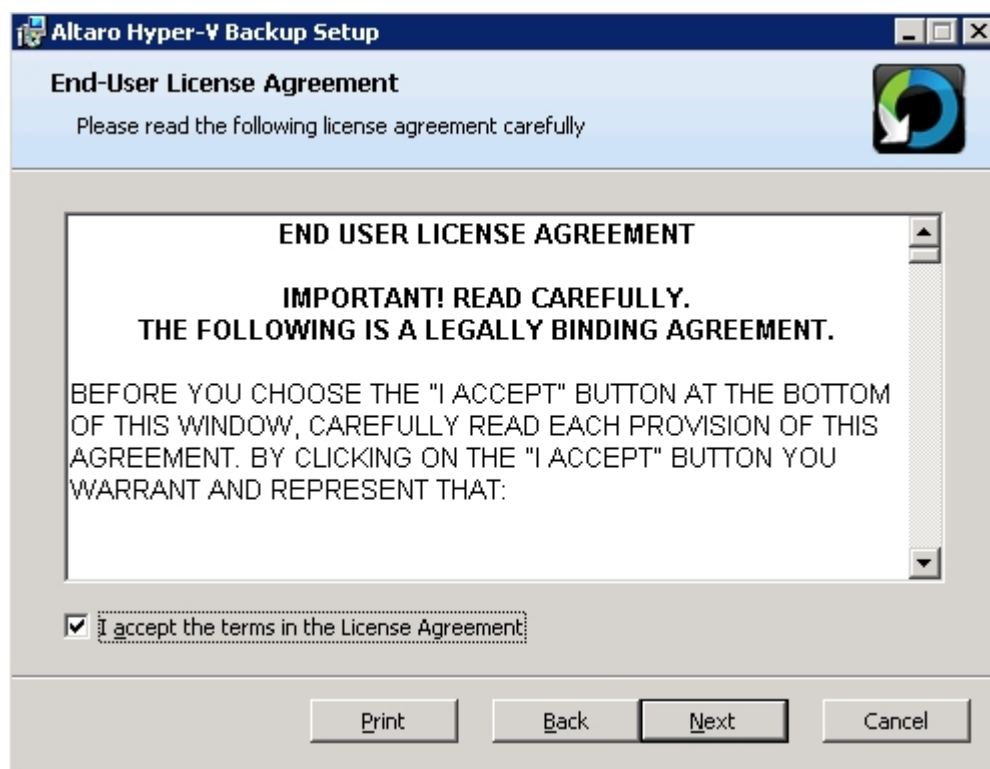 Altaro Hyper-V Backup Setup
End-User License Agreement
Please read the following license agreement carefully
END USER LICENSE AGREEMENT
IMPORTANT! READ CAREFULLY.
THE FOLLOWING IS A LEGALLY BINDING AGREEMENT.
BEFORE YOU CHOOSE THE "I ACCEPT" BUTTON AT THE BOTTOM
OF THIS WINDOW, CAREFULLY READ EACH PROVISION OF THIS
AGREEMENT. BY CLICKING ON THE "I ACCEPT" BUTTON YOU
WARRANT AND REPRESENT THAT:
I accept the terms in the License Agreement
Print Back Next Cancel